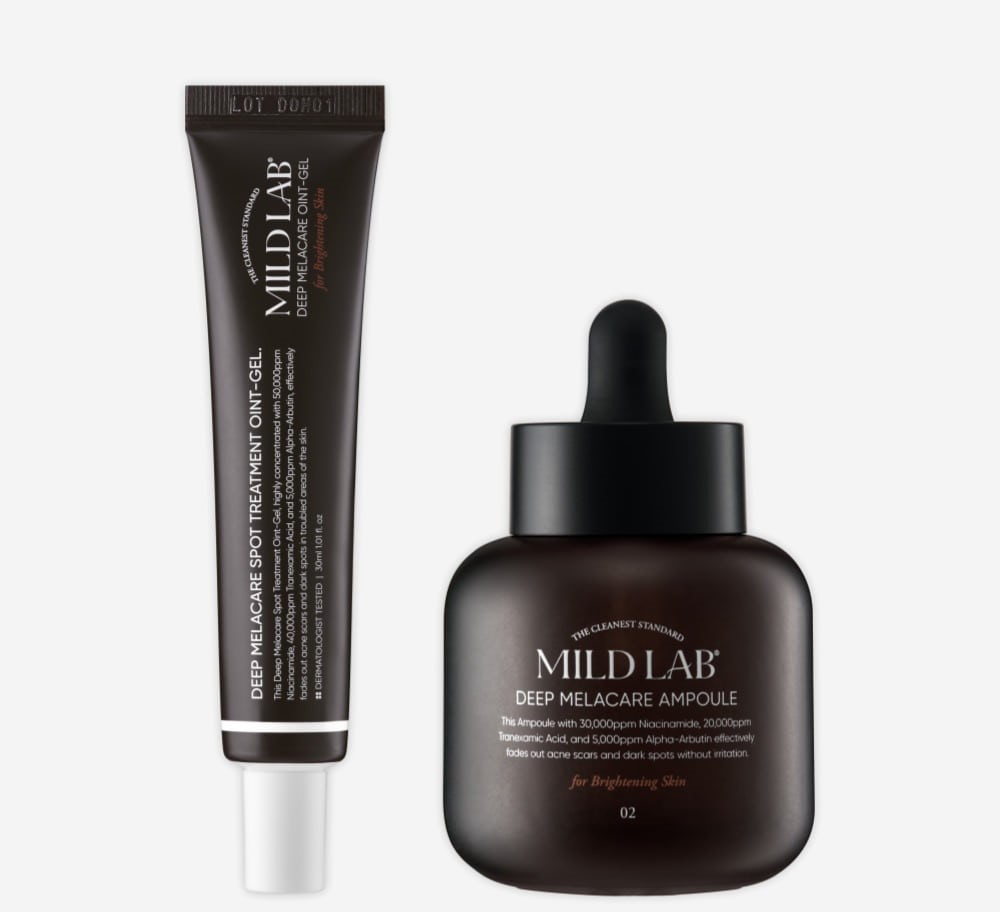 LOT DOM01
THE CLEANEST STANDARD
MILD LAB®
DEEP MELACARE OINT-GEL
for Brightening Skin
DEEP MELACARE SPOT TREATMENT OINT-GEL.
This Deep Melacare Spot Treatment Oint-Gel, highly concentrated with 50,000ppm
Niacinamide, 40,000ppm Tranexamic Acid, and 5,000ppm Alpha-Arbutin, effectively
fades out acne scars and dark spots in troubled areas of the skin.
DERMATOLOGIST TESTED | 30ml 1.01 fl. oz
THE CLEANEST STANDARD
MILD LAB®
DEEP MELACARE AMPOULE
This Ampoule with 30,000ppm Niacinamide, 20,000ppm
Tranexamic Acid, and 5,000ppm Alpha-Arbutin effectively
fades out acne scars and dark spots without irritation.
for Brightening Skin
02